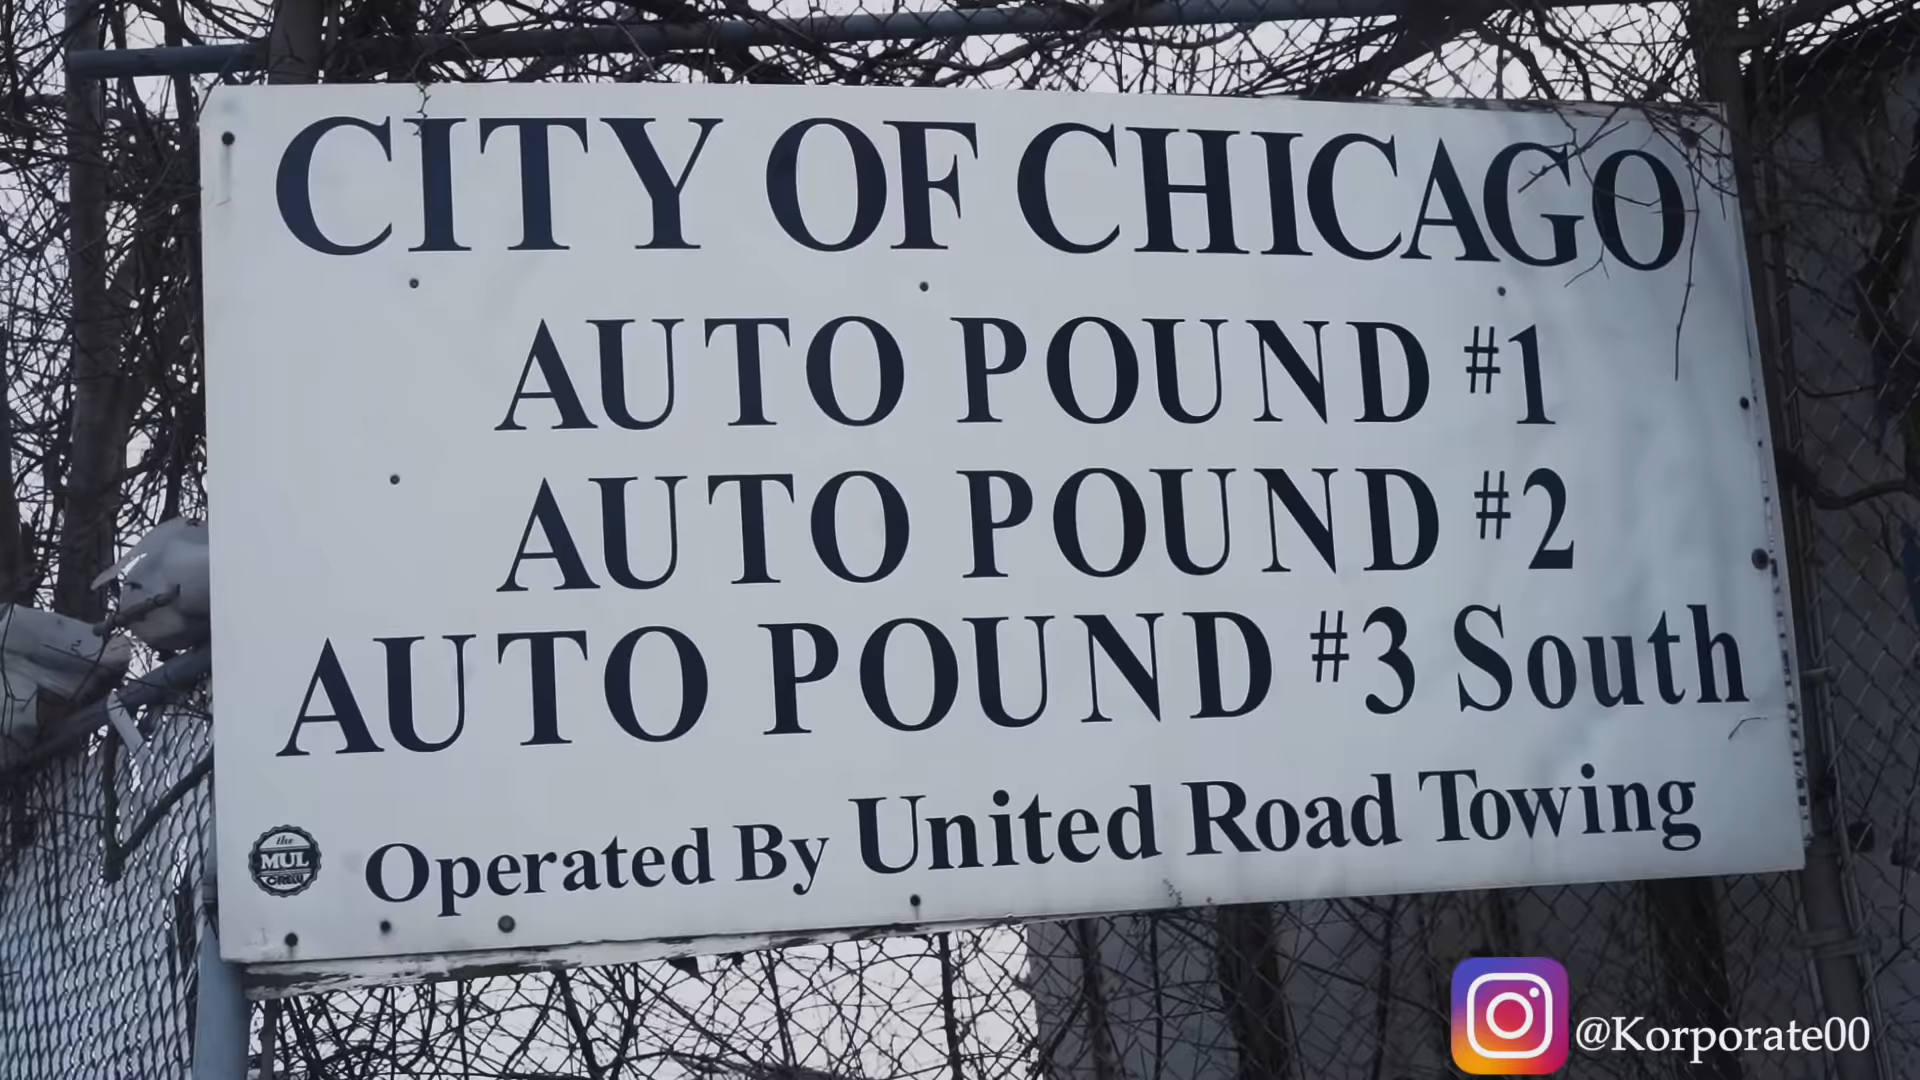 CITY OF CHICAGO
AUTO POUND #1
AUTO POUND #2
AUTO POUND #3 South
Operated By United Road Towing
the
MUL
CREW
@Korporate00